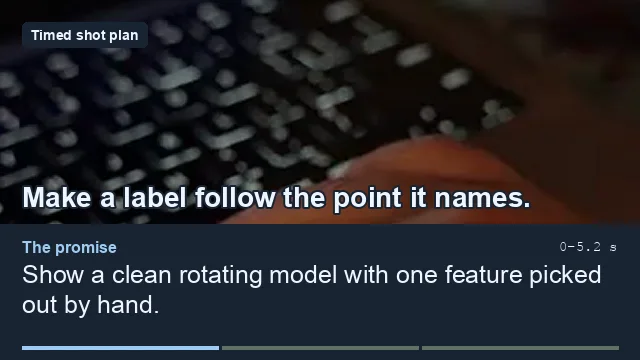 Timed shot plan
Make a label follow the point it names.
The promise
0–5.2 s
Show a clean rotating model with one feature picked
out by hand.